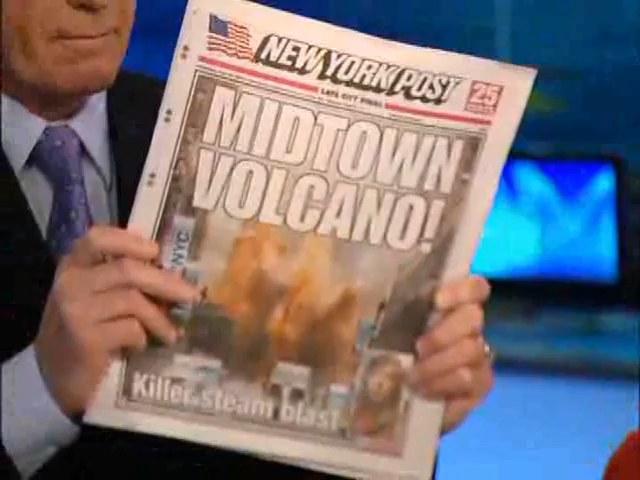 NEW YORK POST
LATE CITY FINAL
25
MIDTOWN
VOLCANO!
NYC
Killer steam blast